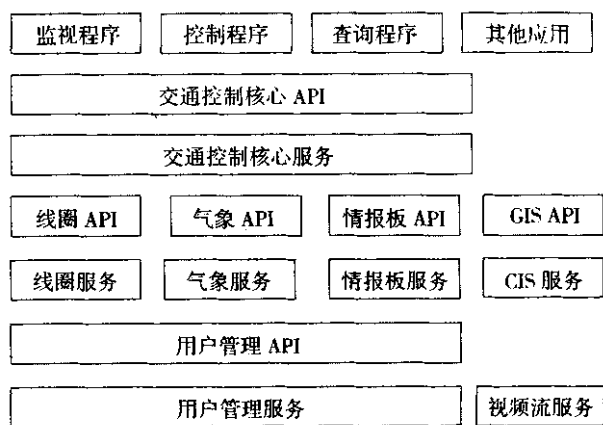 监视程序 控制程序 查询程序 其他应用
交通控制核心 API
交通控制核心服务
线圈 API 气象 API 情报板 API GIS API
线圈服务 气象服务 情报板服务 CIS 服务
用户管理 API
用户管理服务 视频流服务